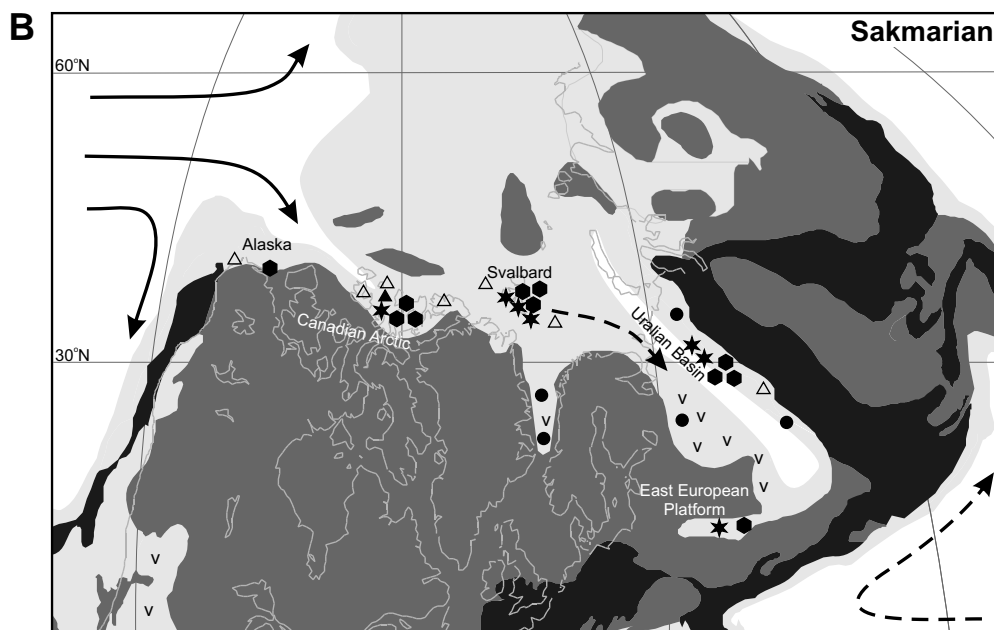 B
Sakmarian
60°N
Alaska
Svalbard
Canadian Arctic
Uralian Basin
30°N
v
v
v
v
v
v
v
East European
Platform
v
v